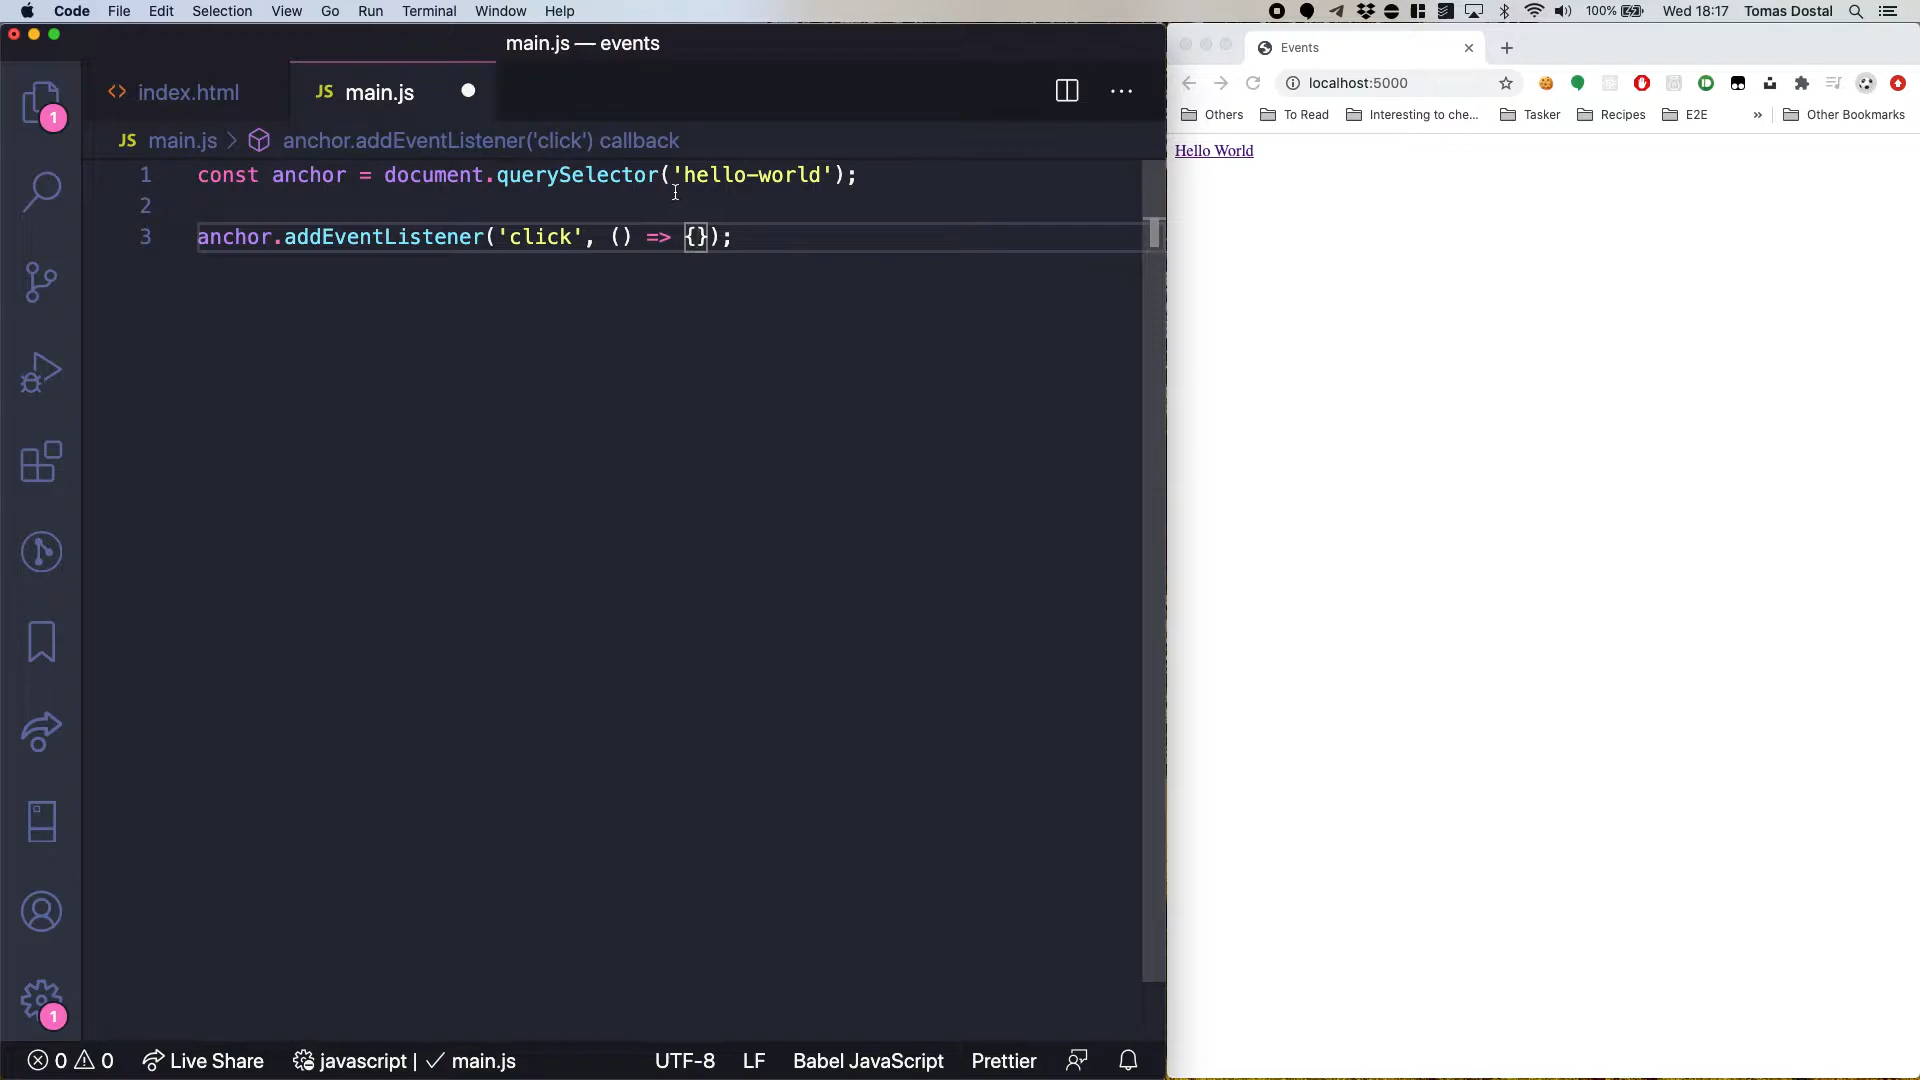 Code File Edit Selection View Go Run Terminal Window Help 100% Wed 18:17 Tomas Dostal
main.js — events
Events
index.html
JS main.js
localhost:5000
Others To Read Interesting to che... Tasker Recipes E2E » Other Bookmarks
JS main.js > anchor.addEventListener('click') callback
Hello World
1 const anchor = document.querySelector('hello-world');
2
3 anchor.addEventListener('click', () => {});
1
1
0 0 Live Share javascript | ✓ main.js UTF-8 LF Babel JavaScript Prettier